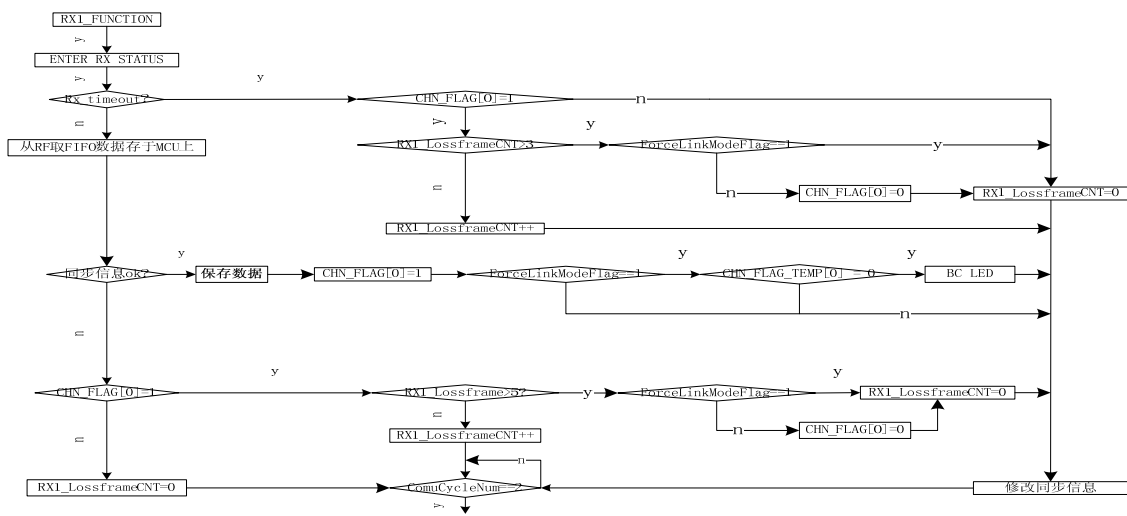 RX1_FUNCTION
y
ENTER RX STATUS
y
y
Rx timeout?
CHN_FLAG[0]=1
n
n
y
y
从RF取FIFO数据存于MCU上
RX1_LossframeCNT>3
ForceLinkModeFlag==1
y
n
n
CHN_FLAG[0]=0
RX1_LossframeCNT=0
RX1_LossframeCNT++
y
y
y
同步信息ok?
保存数据
CHN_FLAG[0]=1
ForceLinkModeFlag==1
CHN_FLAG_TEMP[0] = 0
BC LED
n
n
y
y
CHN_FLAG[0]=1
RX1_Lossframe>5?
y
ForceLinkModeFlag==1
RX1_LossframeCNT=0
n
n
n
CHN_FLAG[0]=0
RX1_LossframeCNT++
n
RX1_LossframeCNT=0
ComuCycleNum==2
修改同步信息
y